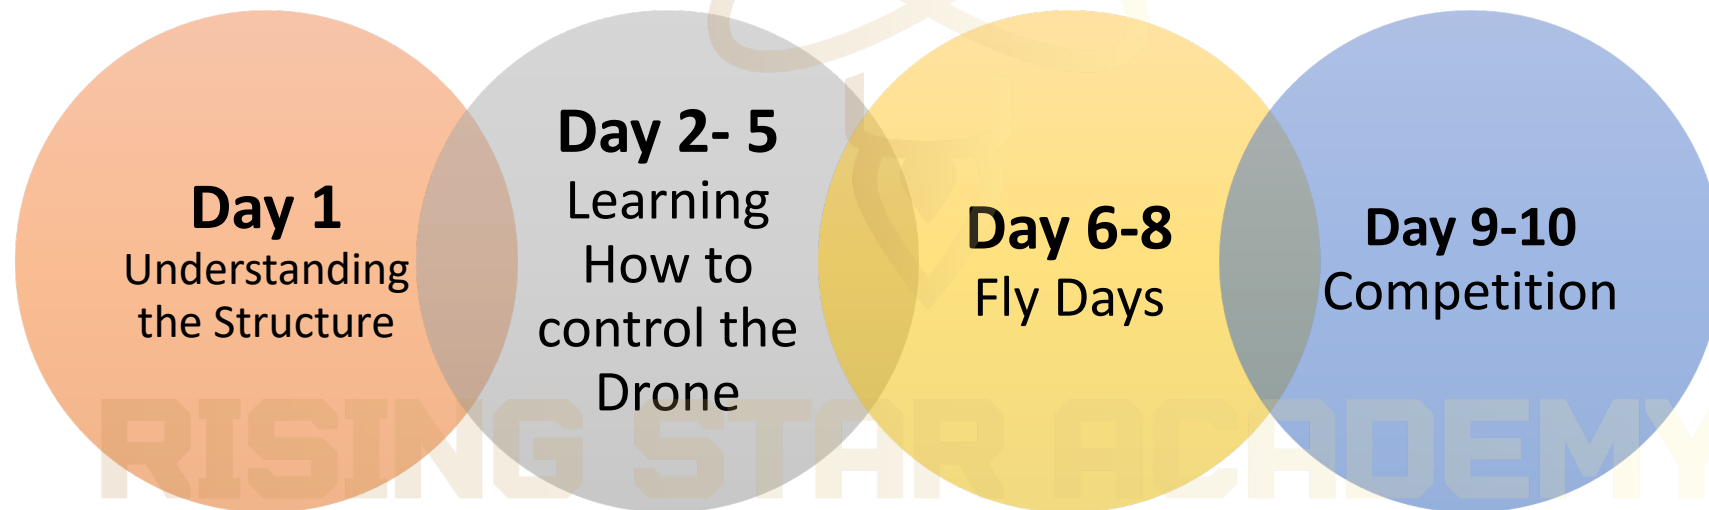 Day 1
Understanding
the Structure
Day 2- 5
Learning
How to
control the
Drone
Day 6-8
Fly Days
Day 9-10
Competition
RISING STAR ACADEMY